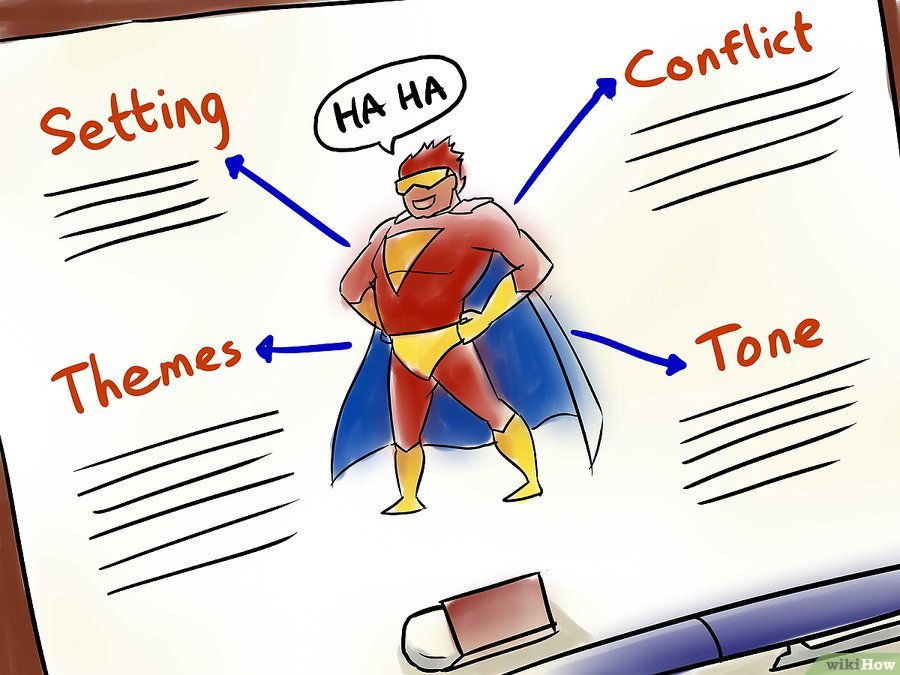 Setting
HA HA
Conflict
Themes
Tone
wikiHow